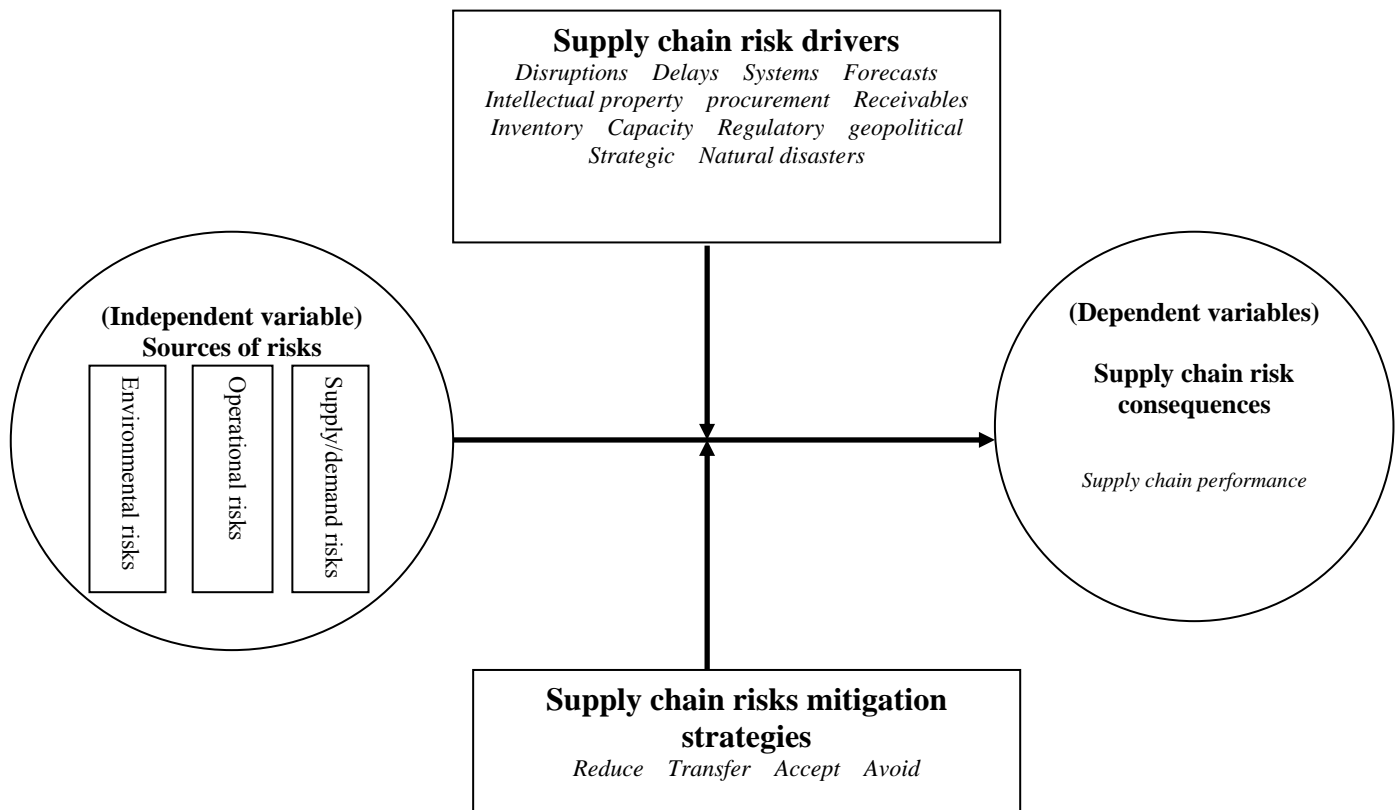 Supply chain risk drivers
Disruptions Delays Systems Forecasts
Intellectual property procurement Receivables
Inventory Capacity Regulatory geopolitical
Strategic Natural disasters
(Independent variable)
Sources of risks
Environmental risks
Operational risks
Supply/demand risks
(Dependent variables)
Supply chain risk
consequences
Supply chain performance
Supply chain risks mitigation
strategies
Reduce Transfer Accept Avoid